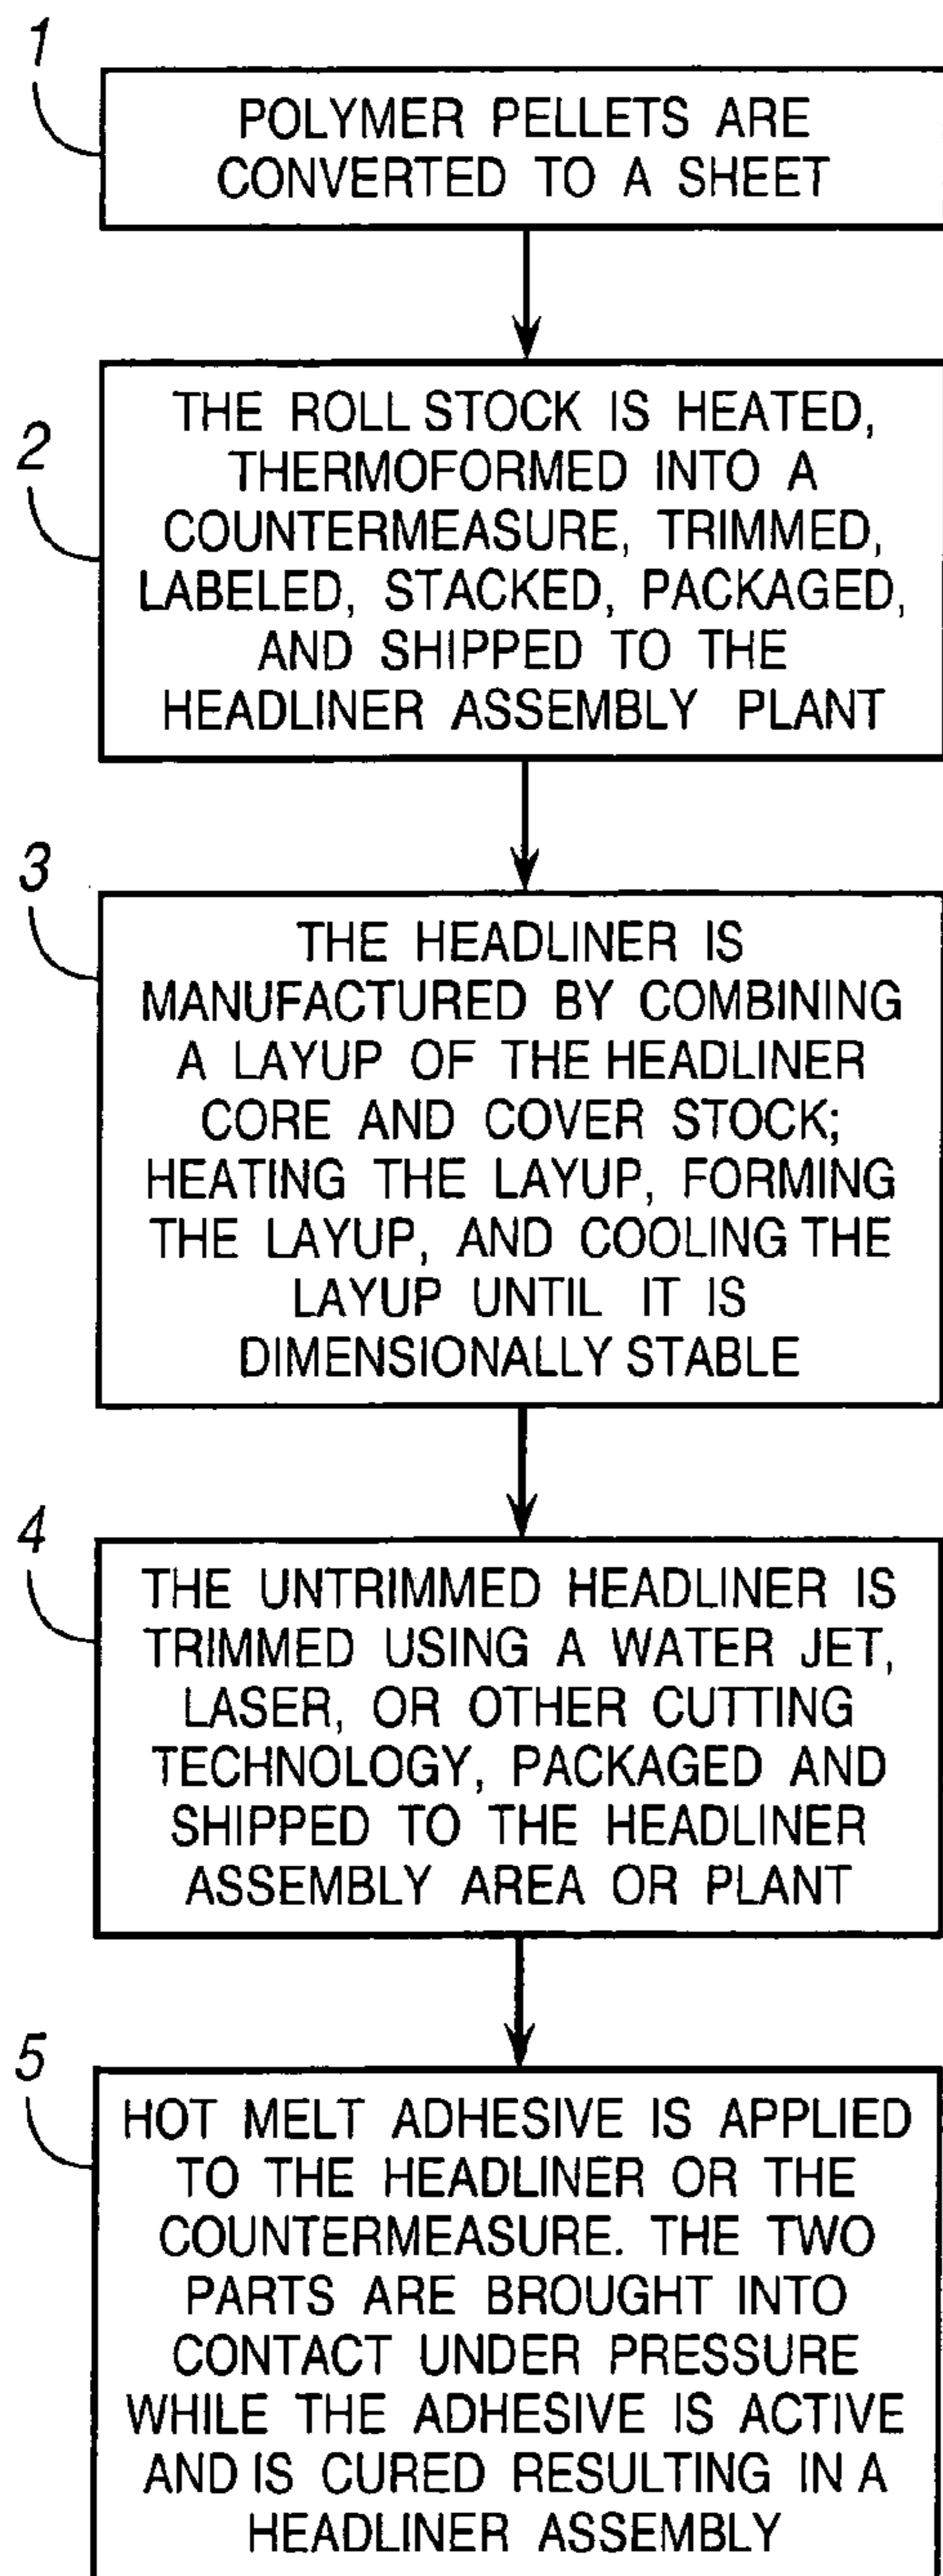 1
POLYMER PELLETS ARE
CONVERTED TO A SHEET
2
THE ROLL STOCK IS HEATED,
THERMOFORMED INTO A
COUNTERMEASURE, TRIMMED,
LABELED, STACKED, PACKAGED,
AND SHIPPED TO THE
HEADLINER ASSEMBLY PLANT
3
THE HEADLINER IS
MANUFACTURED BY COMBINING
A LAYUP OF THE HEADLINER
CORE AND COVER STOCK;
HEATING THE LAYUP, FORMING
THE LAYUP, AND COOLING THE
LAYUP UNTIL IT IS
DIMENSIONALLY STABLE
4
THE UNTRIMMED HEADLINER IS
TRIMMED USING A WATER JET,
LASER, OR OTHER CUTTING
TECHNOLOGY, PACKAGED AND
SHIPPED TO THE HEADLINER
ASSEMBLY AREA OR PLANT
5
HOT MELT ADHESIVE IS APPLIED
TO THE HEADLINER OR THE
COUNTERMEASURE. THE TWO
PARTS ARE BROUGHT INTO
CONTACT UNDER PRESSURE
WHILE THE ADHESIVE IS ACTIVE
AND IS CURED RESULTING IN A
HEADLINER ASSEMBLY